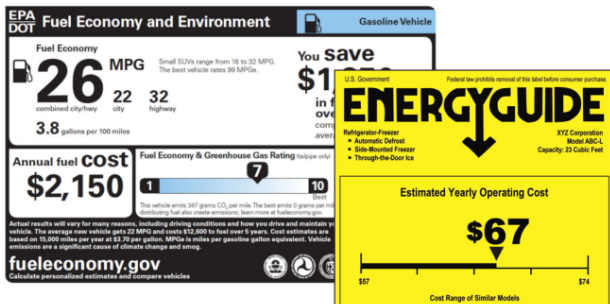 EPA
DOT
Fuel Economy and Environment
Gasoline Vehicle
Fuel Economy
26 MPG
Small SUVs range from 16 to 32 MPG.
The best vehicle rates 99 MPGe.
22 32
combined city/hwy city highway
3.8 gallons per 100 miles
You save
$1,
in f
ove
com
aver
Annual fuel cost
$2,150
Fuel Economy & Greenhouse Gas Rating (tailpipe only)
7
1 10
Best
This vehicle emits 347 grams CO2 per mile. The best emits 0 grams per mil
distributing fuel also create emissions; learn more at fueleconomy.gov.
Actual results will vary for many reasons, including driving conditions and how you drive and maintain yo
vehicle. The average new vehicle gets 22 MPG and costs $12,600 to fuel over 5 years. Cost estimates are
based on 15,000 miles per year at $3.70 per gallon. MPGe is miles per gasoline gallon equivalent. Vehicle
emissions are a significant cause of climate change and smog.
fueleconomy.gov
Calculate personalized estimates and compare vehicles
U.S. Government Federal law prohibits removal of this label before consumer purchase.
ENERGYGUIDE
Refrigerator-Freezer
• Automatic Defrost
• Side-Mounted Freezer
• Through-the-Door Ice
XYZ Corporation
Model ABC-L
Capacity: 23 Cubic Feet
Estimated Yearly Operating Cost
$67
$57 $74
Cost Range of Similar Models